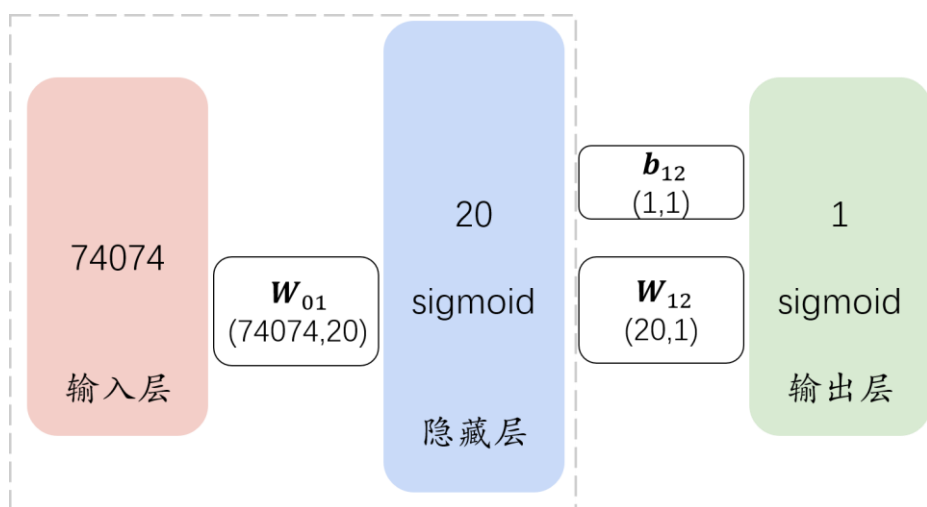 74074
输入层
W₀₁
(74074,20)
20
sigmoid
隐藏层
b₁₂
(1,1)
W₁₂
(20,1)
1
sigmoid
输出层